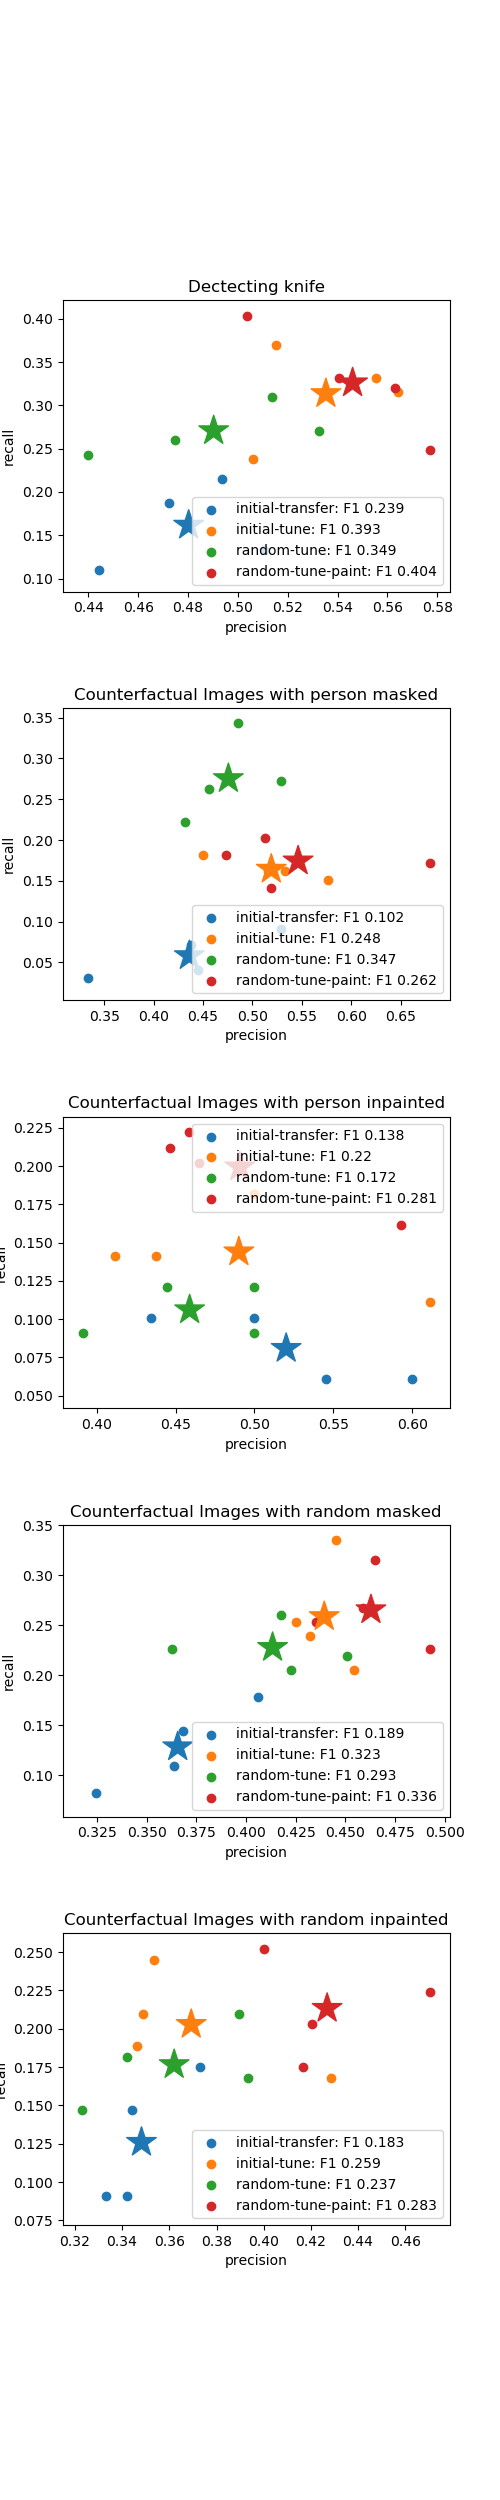 Dectecting knife
0.40
0.35
0.30
0.25
0.20
0.15
0.10
recall
initial-transfer: F1 0.239
initial-tune: F1 0.393
random-tune: F1 0.349
random-tune-paint: F1 0.404
0.44 0.46 0.48 0.50 0.52 0.54 0.56 0.58
precision
Counterfactual Images with person masked
0.35
0.30
0.25
0.20
0.15
0.10
0.05
recall
initial-transfer: F1 0.102
initial-tune: F1 0.248
random-tune: F1 0.347
random-tune-paint: F1 0.262
0.35 0.40 0.45 0.50 0.55 0.60 0.65
precision
Counterfactual Images with person inpainted
0.225
0.200
0.175
0.150
0.125
0.100
0.075
0.050
recall
initial-transfer: F1 0.138
initial-tune: F1 0.22
random-tune: F1 0.172
random-tune-paint: F1 0.281
0.40 0.45 0.50 0.55 0.60
precision
Counterfactual Images with random masked
0.35
0.30
0.25
0.20
0.15
0.10
recall
initial-transfer: F1 0.189
initial-tune: F1 0.323
random-tune: F1 0.293
random-tune-paint: F1 0.336
0.325 0.350 0.375 0.400 0.425 0.450 0.475 0.500
precision
Counterfactual Images with random inpainted
0.250
0.225
0.200
0.175
0.150
0.125
0.100
0.075
recall
initial-transfer: F1 0.183
initial-tune: F1 0.259
random-tune: F1 0.237
random-tune-paint: F1 0.283
0.32 0.34 0.36 0.38 0.40 0.42 0.44 0.46
precision